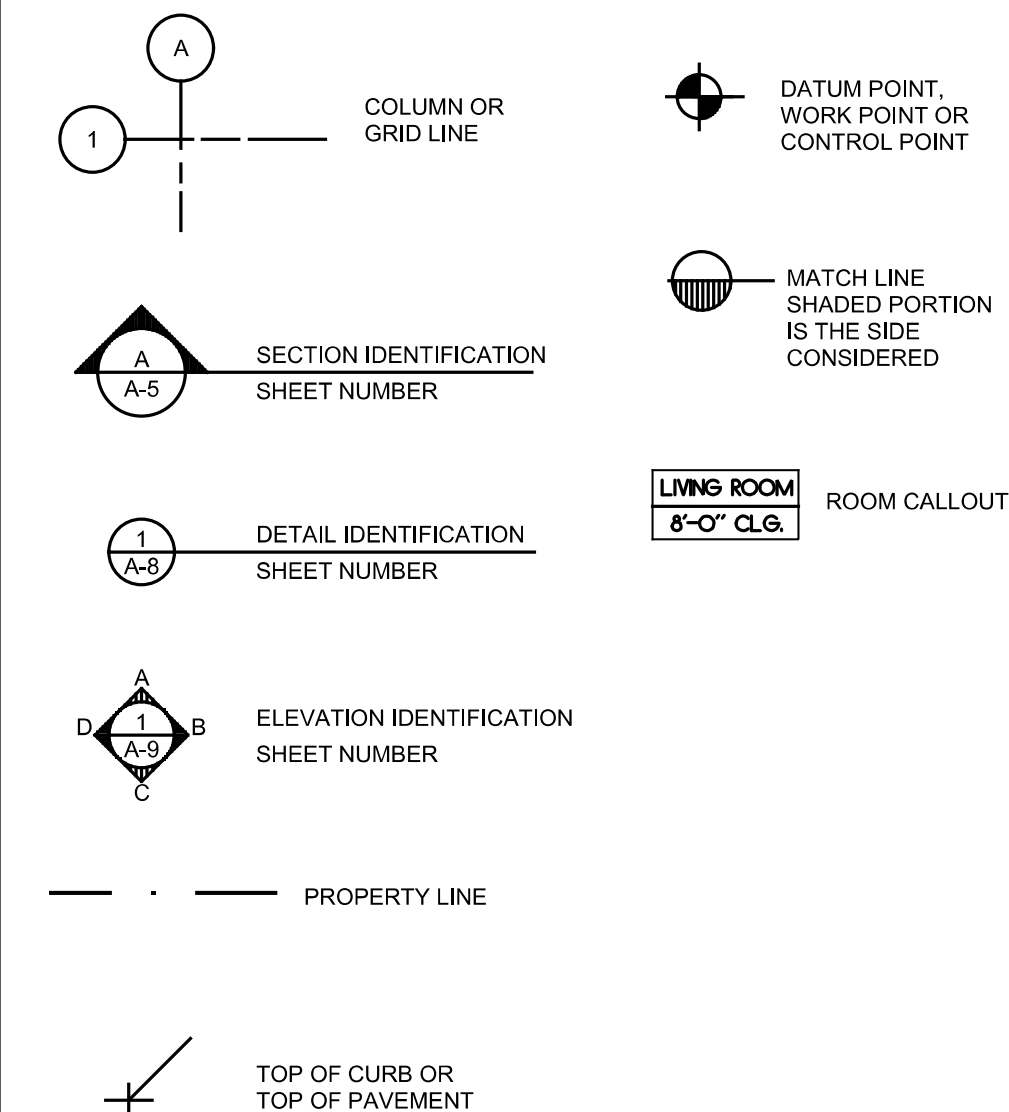 A
1
COLUMN OR
GRID LINE
A
A-5
SECTION IDENTIFICATION
SHEET NUMBER
1
A-8
DETAIL IDENTIFICATION
SHEET NUMBER
A
D
1
A-9
B
C
ELEVATION IDENTIFICATION
SHEET NUMBER
PROPERTY LINE
TOP OF CURB OR
TOP OF PAVEMENT
DATUM POINT,
WORK POINT OR
CONTROL POINT
MATCH LINE
SHADED PORTION
IS THE SIDE
CONSIDERED
LIVING ROOM
8'-0" CLG.
ROOM CALLOUT